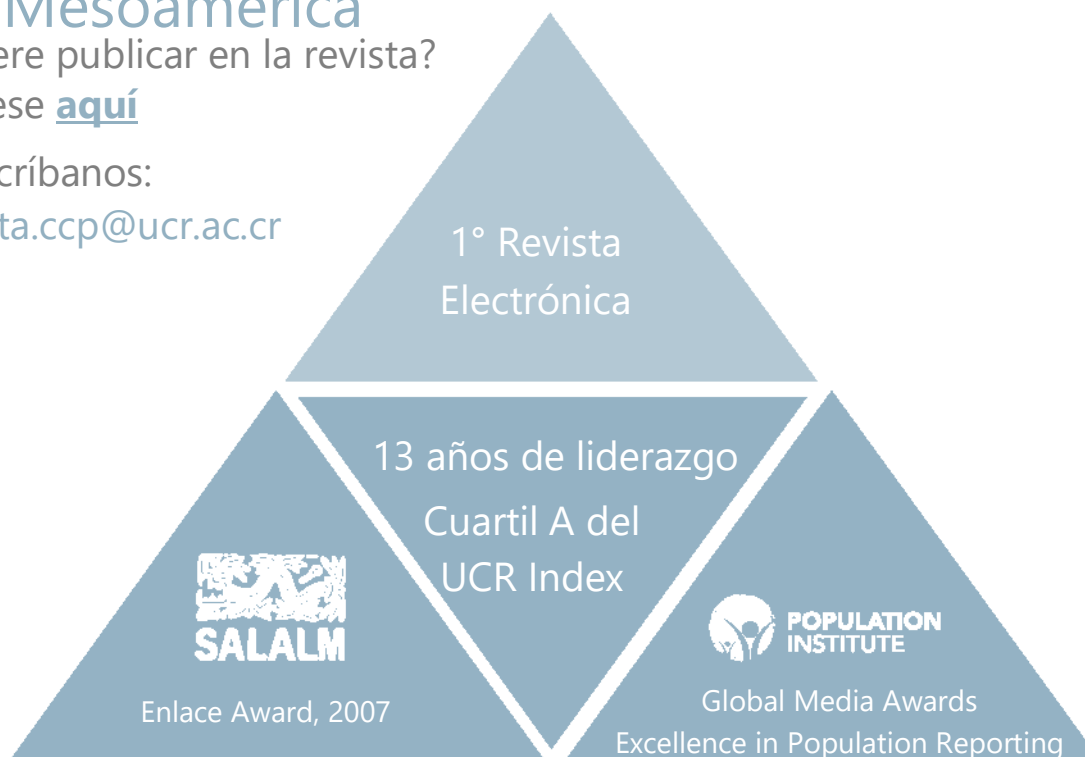 Mesoamérica
ere publicar en la revista?
ese aquí
críbanos:
ta.ccp@ucr.ac.cr
1° Revista
Electrónica
13 años de liderazgo
Cuartil A del
UCR Index
SALALM
Enlace Award, 2007
POPULATION
INSTITUTE
Global Media Awards
Excellence in Population Reporting